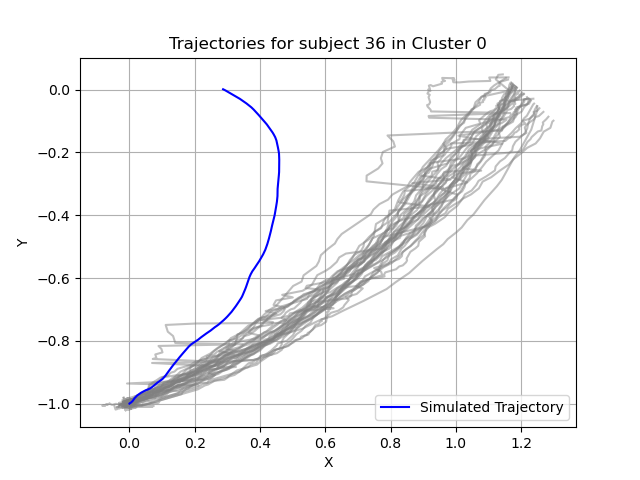 Trajectories for subject 36 in Cluster 0
0.0
−0.2
−0.4
−0.6
−0.8
−1.0
Y
0.0 0.2 0.4 0.6 0.8 1.0 1.2
X
Simulated Trajectory